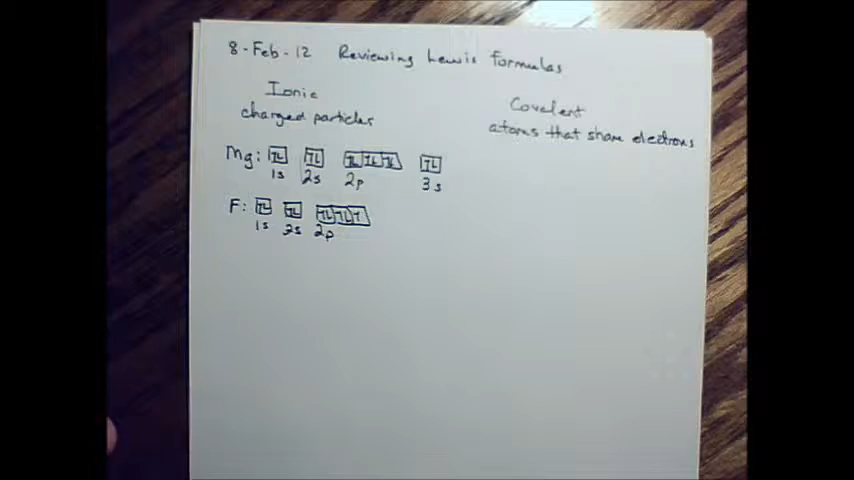 8-Feb-12 Reviewing Lewis formulas
Ionic
charged particles
Covalent
atoms that share electrons
Mg: ↑↓ ↑↓ ↑↓ ↑↓ ↑↓ ↑↓
1s 2s 2p 3s
F: ↑↓ ↑↓ ↑↓ ↑↓ ↑
1s 2s 2p